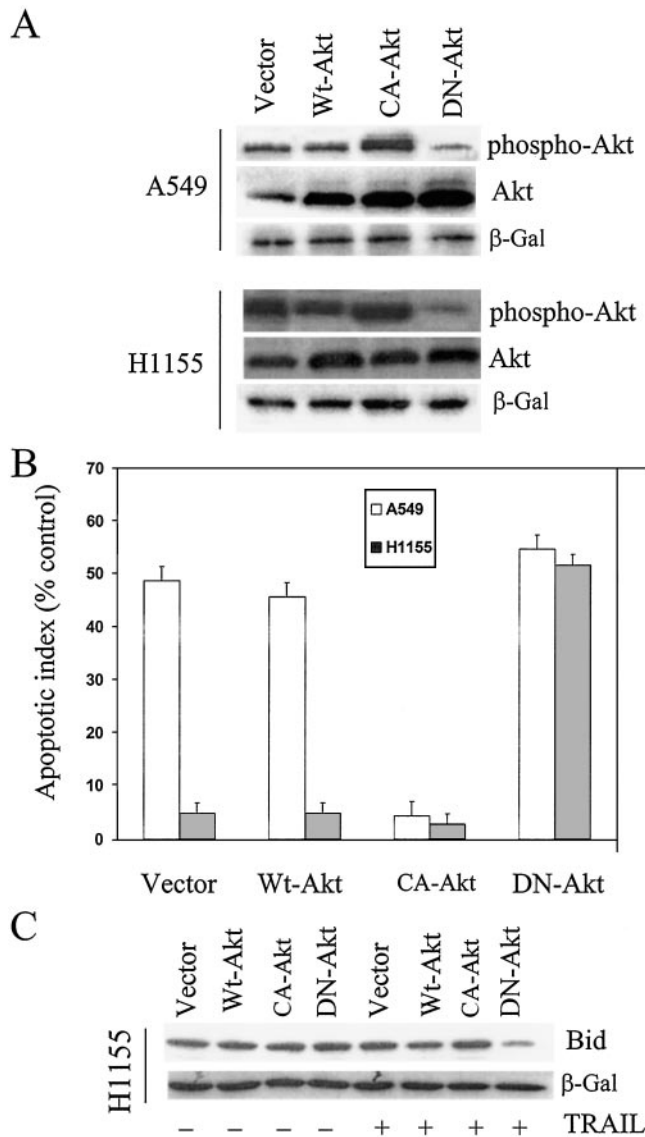 A
Vector Wt-Akt CA-Akt DN-Akt
A549
phospho-Akt
Akt
β-Gal
H1155
phospho-Akt
Akt
β-Gal
B
Apoptotic index (% control)
70
60
50
40
30
20
10
0
A549
H1155
Vector Wt-Akt CA-Akt DN-Akt
C
Vector Wt-Akt CA-Akt DN-Akt Vector Wt-Akt CA-Akt DN-Akt
H1155
Bid
β-Gal
– – – – + + + + TRAIL